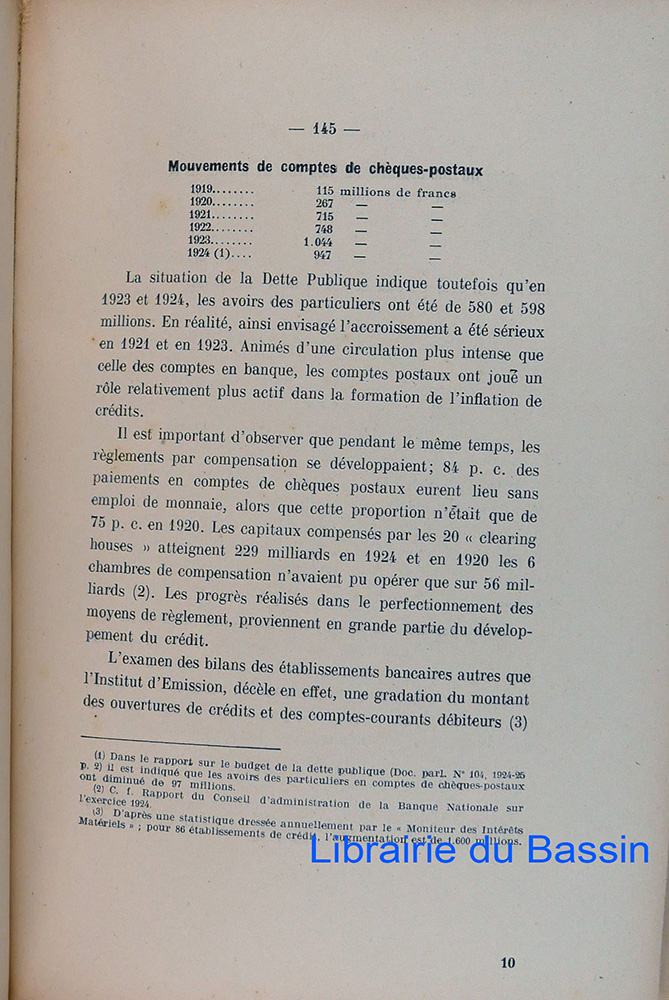 — 145 —
Mouvements de comptes de chèques-postaux
1919........ 115 millions de francs
1920........ 267 — —
1921........ 715 — —
1922........ 748 — —
1923........ 1.044 — —
1924 (1).... 947 — —
La situation de la Dette Publique indique toutefois qu'en
1923 et 1924, les avoirs des particuliers ont été de 580 et 598
millions. En réalité, ainsi envisagé l'accroissement a été sérieux
en 1921 et en 1923. Animés d'une circulation plus intense que
celle des comptes en banque, les comptes postaux ont joué un
rôle relativement plus actif dans la formation de l'inflation de
crédits.
Il est important d'observer que pendant le même temps, les
règlements par compensation se développaient; 84 p. c. des
paiements en comptes de chèques postaux eurent lieu sans
emploi de monnaie, alors que cette proportion n'était que de
75 p. c. en 1920. Les capitaux compensés par les 20 « clearing
houses » atteignent 229 milliards en 1924 et en 1920 les 6
chambres de compensation n'avaient pu opérer que sur 56 mil-
liards (2). Les progrès réalisés dans le perfectionnement des
moyens de règlement, proviennent en grande partie du dévelop-
pement du crédit.
L'examen des bilans des établissements bancaires autres que
l'Institut d'Emission, décèle en effet, une gradation du montant
des ouvertures de crédits et des comptes-courants débiteurs (3)
(1) Dans le rapport sur le budget de la dette publique (Doc. parl. N° 104, 1924-25
p. 2) il est indiqué que les avoirs des particuliers en comptes de chèques-postaux
ont diminué de 97 millions.
(2) C. f. Rapport du Conseil d'administration de la Banque Nationale sur
l'exercice 1924.
(3) D'après une statistique dressée annuellement par le « Moniteur des Intérêts
Matériels » ; pour 86 établissements de crédit, l'augmentation est de 1.600 millions.
Librairie du Bassin
10